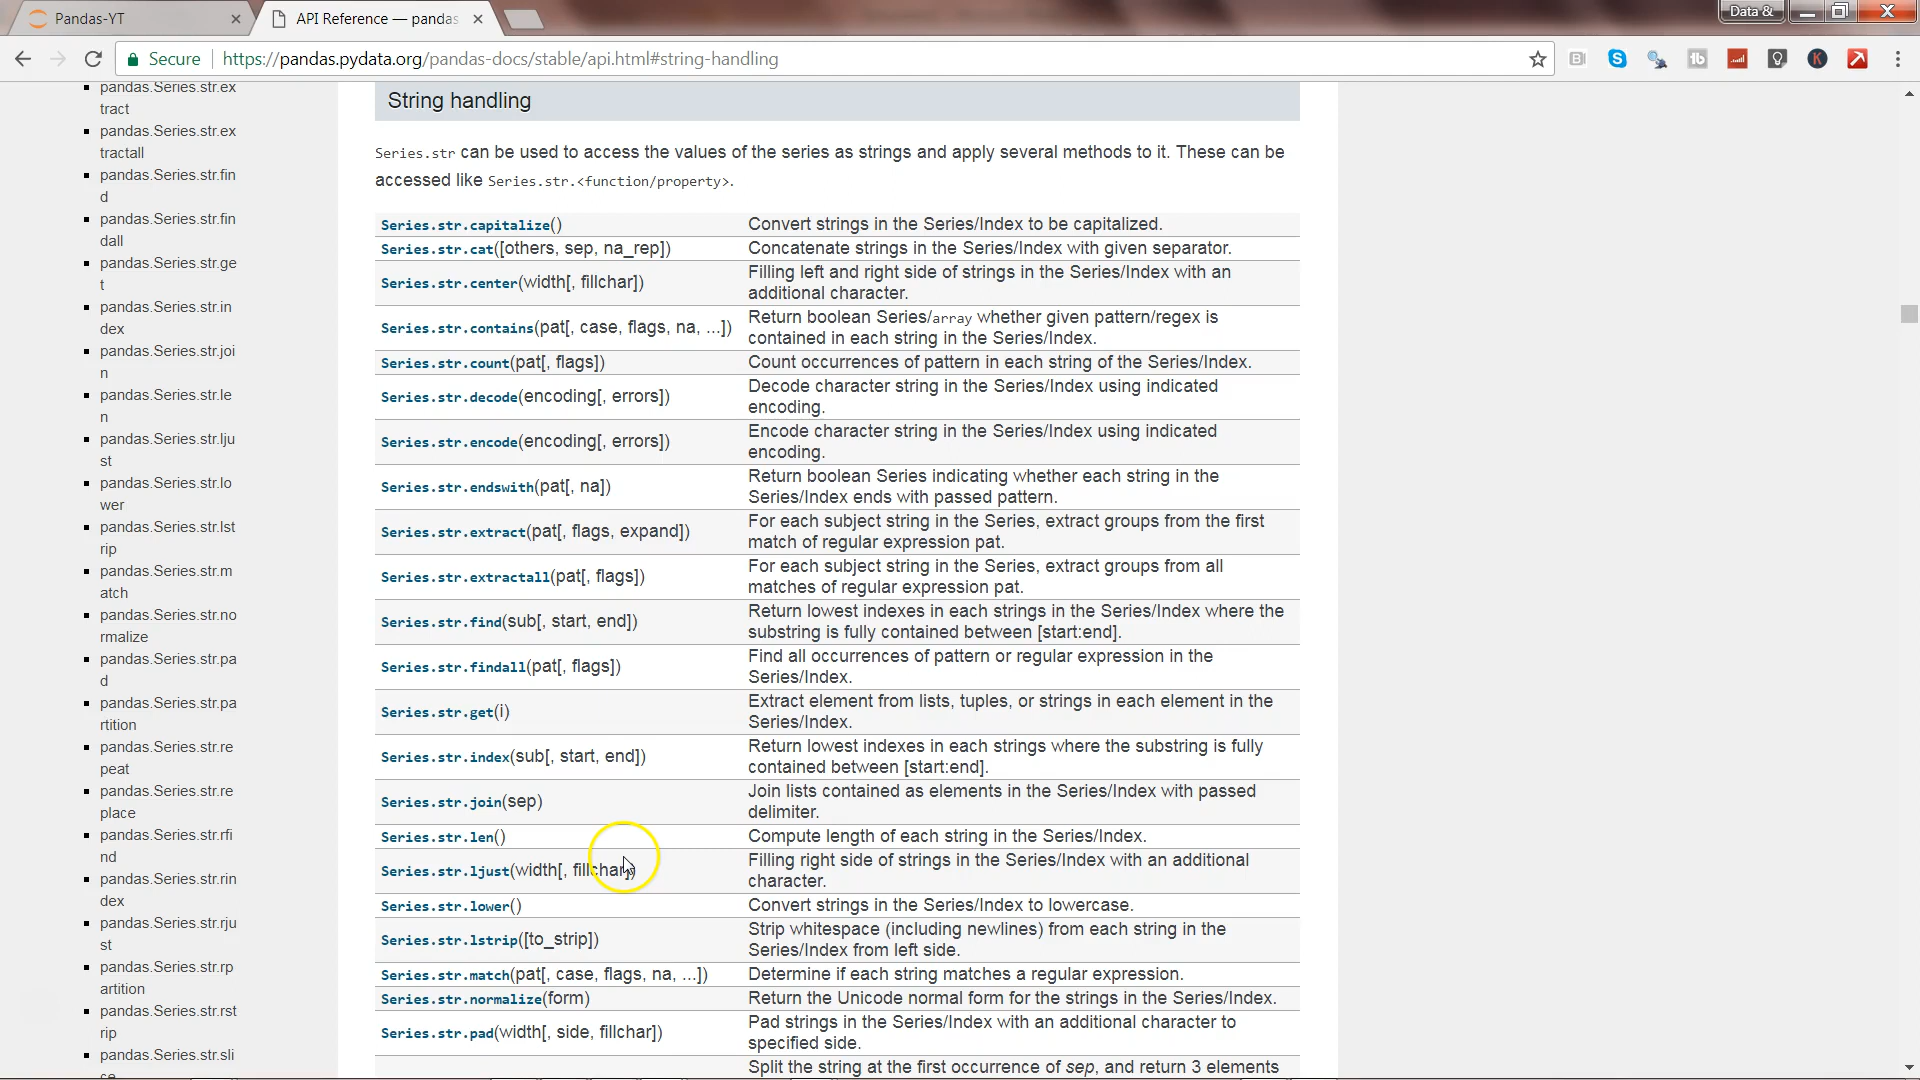 Pandas-YT
API Reference — pandas
Data &
Secure
https://pandas.pydata.org/pandas-docs/stable/api.html#string-handling
pandas.Series.str.ex
tract
pandas.Series.str.ex
tractall
pandas.Series.str.fin
d
pandas.Series.str.fin
dall
pandas.Series.str.ge
t
pandas.Series.str.in
dex
pandas.Series.str.joi
n
pandas.Series.str.le
n
pandas.Series.str.lju
st
pandas.Series.str.lo
wer
pandas.Series.str.lst
rip
pandas.Series.str.m
atch
pandas.Series.str.no
rmalize
pandas.Series.str.pa
d
pandas.Series.str.pa
rtition
pandas.Series.str.re
peat
pandas.Series.str.re
place
pandas.Series.str.rfi
nd
pandas.Series.str.rin
dex
pandas.Series.str.rju
st
pandas.Series.str.rp
artition
pandas.Series.str.rst
rip
pandas.Series.str.sli
ce
String handling
Series.str can be used to access the values of the series as strings and apply several methods to it. These can be
accessed like Series.str.<function/property>.
Series.str.capitalize() Convert strings in the Series/Index to be capitalized.
Series.str.cat([others, sep, na_rep]) Concatenate strings in the Series/Index with given separator.
Series.str.center(width[, fillchar]) Filling left and right side of strings in the Series/Index with an
additional character.
Series.str.contains(pat[, case, flags, na, ...]) Return boolean Series/array whether given pattern/regex is
contained in each string in the Series/Index.
Series.str.count(pat[, flags]) Count occurrences of pattern in each string of the Series/Index.
Series.str.decode(encoding[, errors]) Decode character string in the Series/Index using indicated
encoding.
Series.str.encode(encoding[, errors]) Encode character string in the Series/Index using indicated
encoding.
Series.str.endswith(pat[, na]) Return boolean Series indicating whether each string in the
Series/Index ends with passed pattern.
Series.str.extract(pat[, flags, expand]) For each subject string in the Series, extract groups from the first
match of regular expression pat.
Series.str.extractall(pat[, flags]) For each subject string in the Series, extract groups from all
matches of regular expression pat.
Series.str.find(sub[, start, end]) Return lowest indexes in each strings in the Series/Index where the
substring is fully contained between [start:end].
Series.str.findall(pat[, flags]) Find all occurrences of pattern or regular expression in the
Series/Index.
Series.str.get(i) Extract element from lists, tuples, or strings in each element in the
Series/Index.
Series.str.index(sub[, start, end]) Return lowest indexes in each strings where the substring is fully
contained between [start:end].
Series.str.join(sep) Join lists contained as elements in the Series/Index with passed
delimiter.
Series.str.len() Compute length of each string in the Series/Index.
Series.str.ljust(width[, fillchar]) Filling right side of strings in the Series/Index with an additional
character.
Series.str.lower() Convert strings in the Series/Index to lowercase.
Series.str.lstrip([to_strip]) Strip whitespace (including newlines) from each string in the
Series/Index from left side.
Series.str.match(pat[, case, flags, na, ...]) Determine if each string matches a regular expression.
Series.str.normalize(form) Return the Unicode normal form for the strings in the Series/Index.
Series.str.pad(width[, side, fillchar]) Pad strings in the Series/Index with an additional character to
specified side.
Split the string at the first occurrence of sep, and return 3 elements